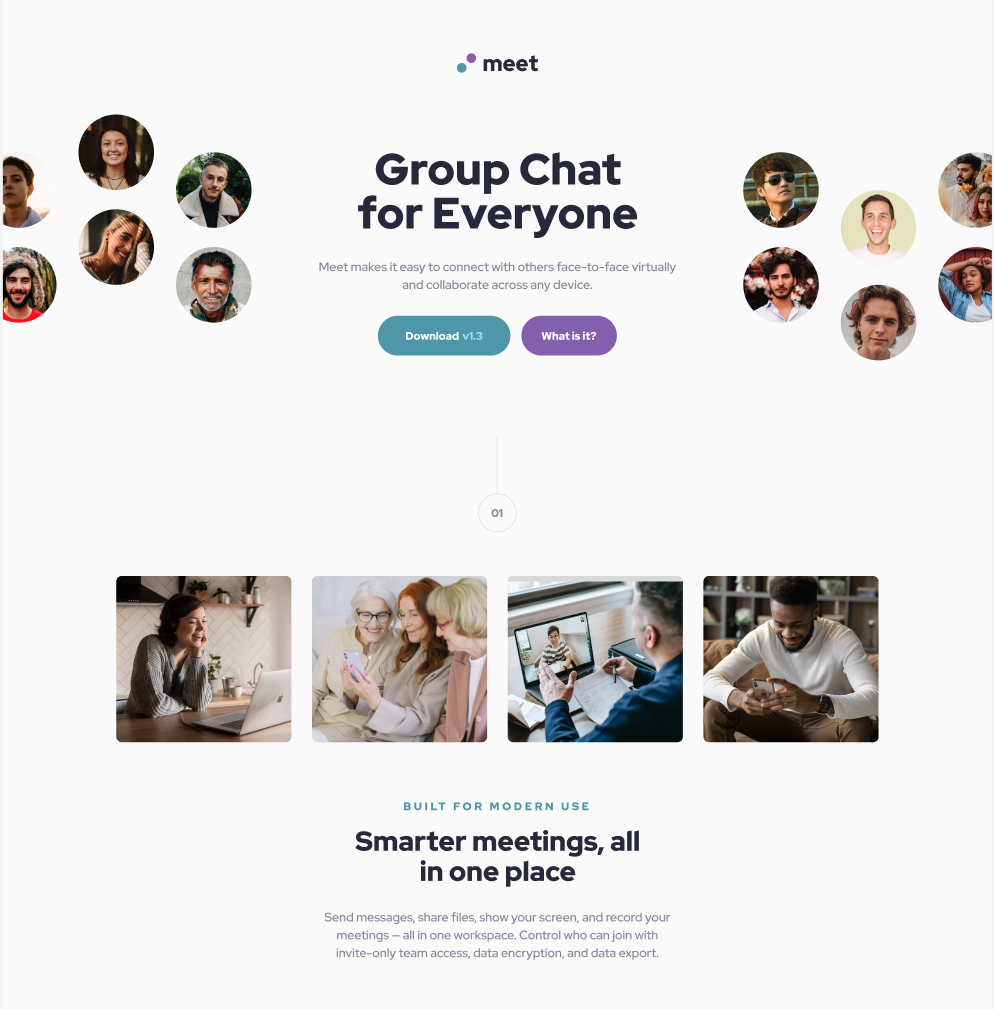 meet
Group Chat
for Everyone
Meet makes it easy to connect with others face-to-face virtually
and collaborate across any device.
Download v1.3
What is it?
01
BUILT FOR MODERN USE
Smarter meetings, all
in one place
Send messages, share files, show your screen, and record your
meetings — all in one workspace. Control who can join with
invite-only team access, data encryption, and data export.